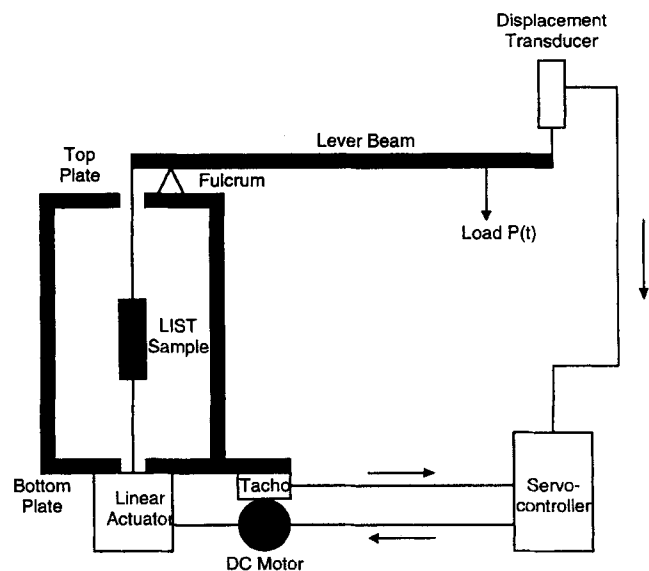 Displacement
Transducer
Lever Beam
Top
Plate
Fulcrum
Load P(t)
LIST
Sample
Bottom
Plate
Linear
Actuator
Tacho
DC Motor
Servo-
controller